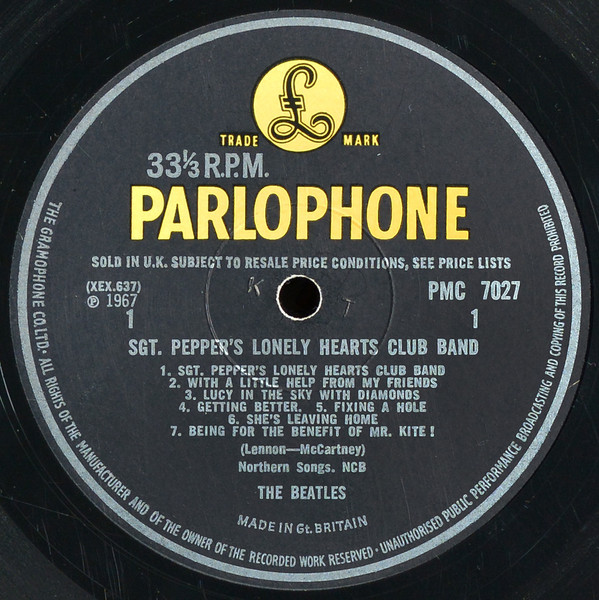 £
TRADE MARK
33⅓ R.P.M.
PARLOPHONE
SOLD IN U.K. SUBJECT TO RESALE PRICE CONDITIONS, SEE PRICE LISTS
(XEX.637) PMC 7027
℗ 1967
1 1
K T
SGT. PEPPER'S LONELY HEARTS CLUB BAND
1. SGT. PEPPER'S LONELY HEARTS CLUB BAND
2. WITH A LITTLE HELP FROM MY FRIENDS
3. LUCY IN THE SKY WITH DIAMONDS
4. GETTING BETTER. 5. FIXING A HOLE
6. SHE'S LEAVING HOME
7. BEING FOR THE BENEFIT OF MR. KITE !
(Lennon—McCartney)
Northern Songs. NCB
THE BEATLES
MADE IN Gt. BRITAIN
THE GRAMOPHONE CO. LTD. • ALL RIGHTS OF THE MANUFACTURER AND OF THE OWNER OF THE RECORDED WORK RESERVED • UNAUTHORISED PUBLIC PERFORMANCE BROADCASTING AND COPYING OF THIS RECORD PROHIBITED